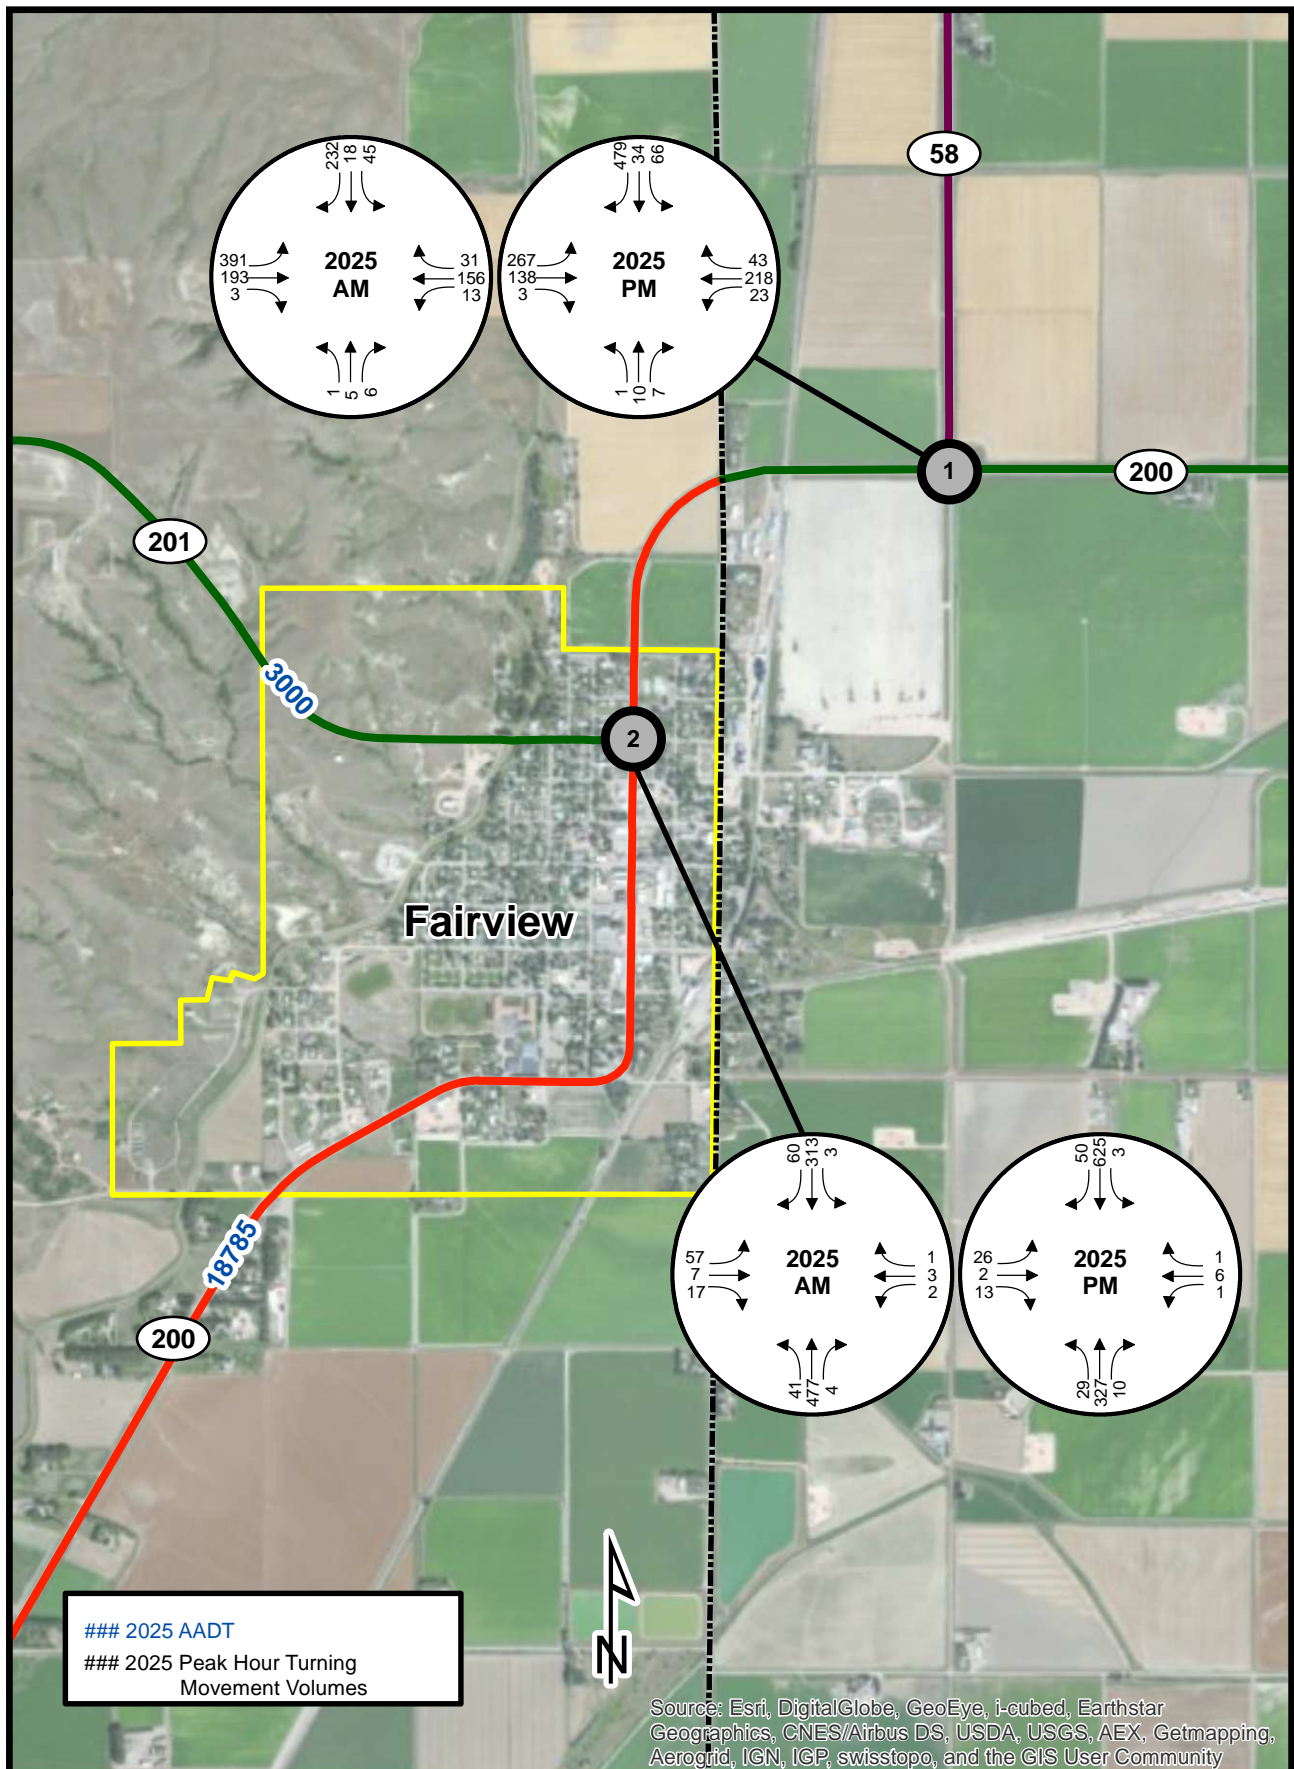 232 18 45
391
193
3
2025
AM
31
156
13
1 5 6
479 34 66
267
138
3
2025
PM
43
218
23
1 10 7
58
1
200
201
3000
2
Fairview
18785
200
60 313 3
57
7
17
2025
AM
1
3
2
41 477 4
50 625 3
26
2
13
2025
PM
1
6
1
29 327 10
### 2025 AADT
### 2025 Peak Hour Turning
Movement Volumes
N
Source: Esri, DigitalGlobe, GeoEye, i-cubed, Earthstar
Geographics, CNES/Airbus DS, USDA, USGS, AEX, Getmapping,
Aerogrid, IGN, IGP, swisstopo, and the GIS User Community